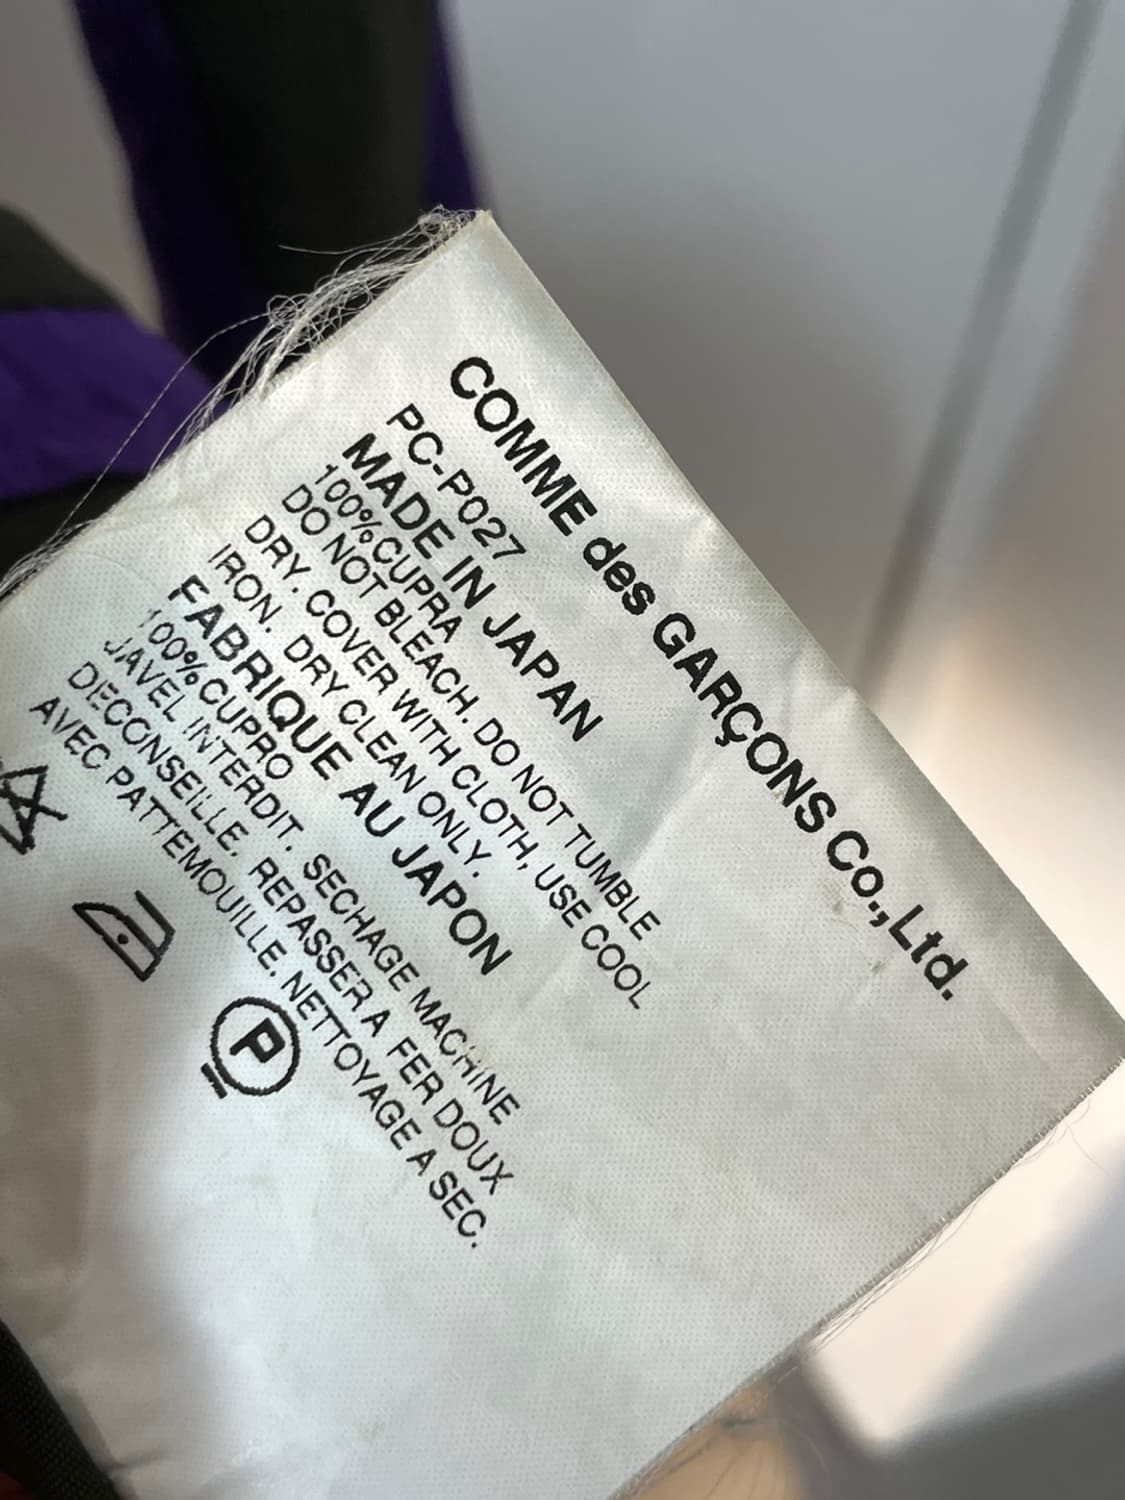 COMME des GARÇONS Co., Ltd.
PC-P027
MADE IN JAPAN
100% CUPRA
DO NOT BLEACH. DO NOT TUMBLE
DRY. COVER WITH CLOTH, USE COOL
IRON. DRY CLEAN ONLY.
FABRIQUE AU JAPON
100% CUPRO
JAVEL INTERDIT. SECHAGE MACHINE
DECONSEILLE. REPASSER A FER DOUX
AVEC PATTEMOUILLE. NETTOYAGE A SEC.
P